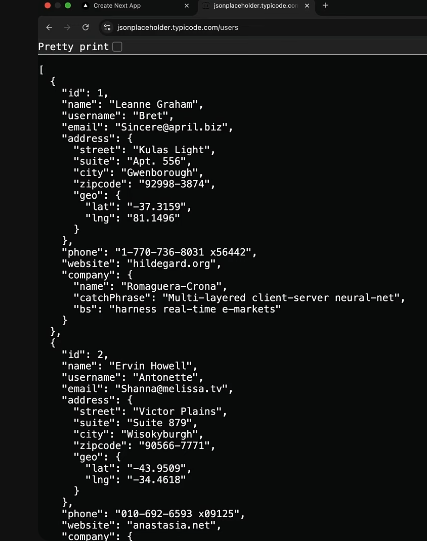 Create Next App
jsonplaceholder.typicode.com
jsonplaceholder.typicode.com/users
Pretty print
[
{
"id": 1,
"name": "Leanne Graham",
"username": "Bret",
"email": "Sincere@april.biz",
"address": {
"street": "Kulas Light",
"suite": "Apt. 556",
"city": "Gwenborough",
"zipcode": "92998-3874",
"geo": {
"lat": "-37.3159",
"lng": "81.1496"
}
},
"phone": "1-770-736-8031 x56442",
"website": "hildegard.org",
"company": {
"name": "Romaguera-Crona",
"catchPhrase": "Multi-layered client-server neural-net",
"bs": "harness real-time e-markets"
}
},
{
"id": 2,
"name": "Ervin Howell",
"username": "Antonette",
"email": "Shanna@melissa.tv",
"address": {
"street": "Victor Plains",
"suite": "Suite 879",
"city": "Wisokyburgh",
"zipcode": "90566-7771",
"geo": {
"lat": "-43.9509",
"lng": "-34.4618"
}
},
"phone": "010-692-6593 x09125",
"website": "anastasia.net",
"company": {